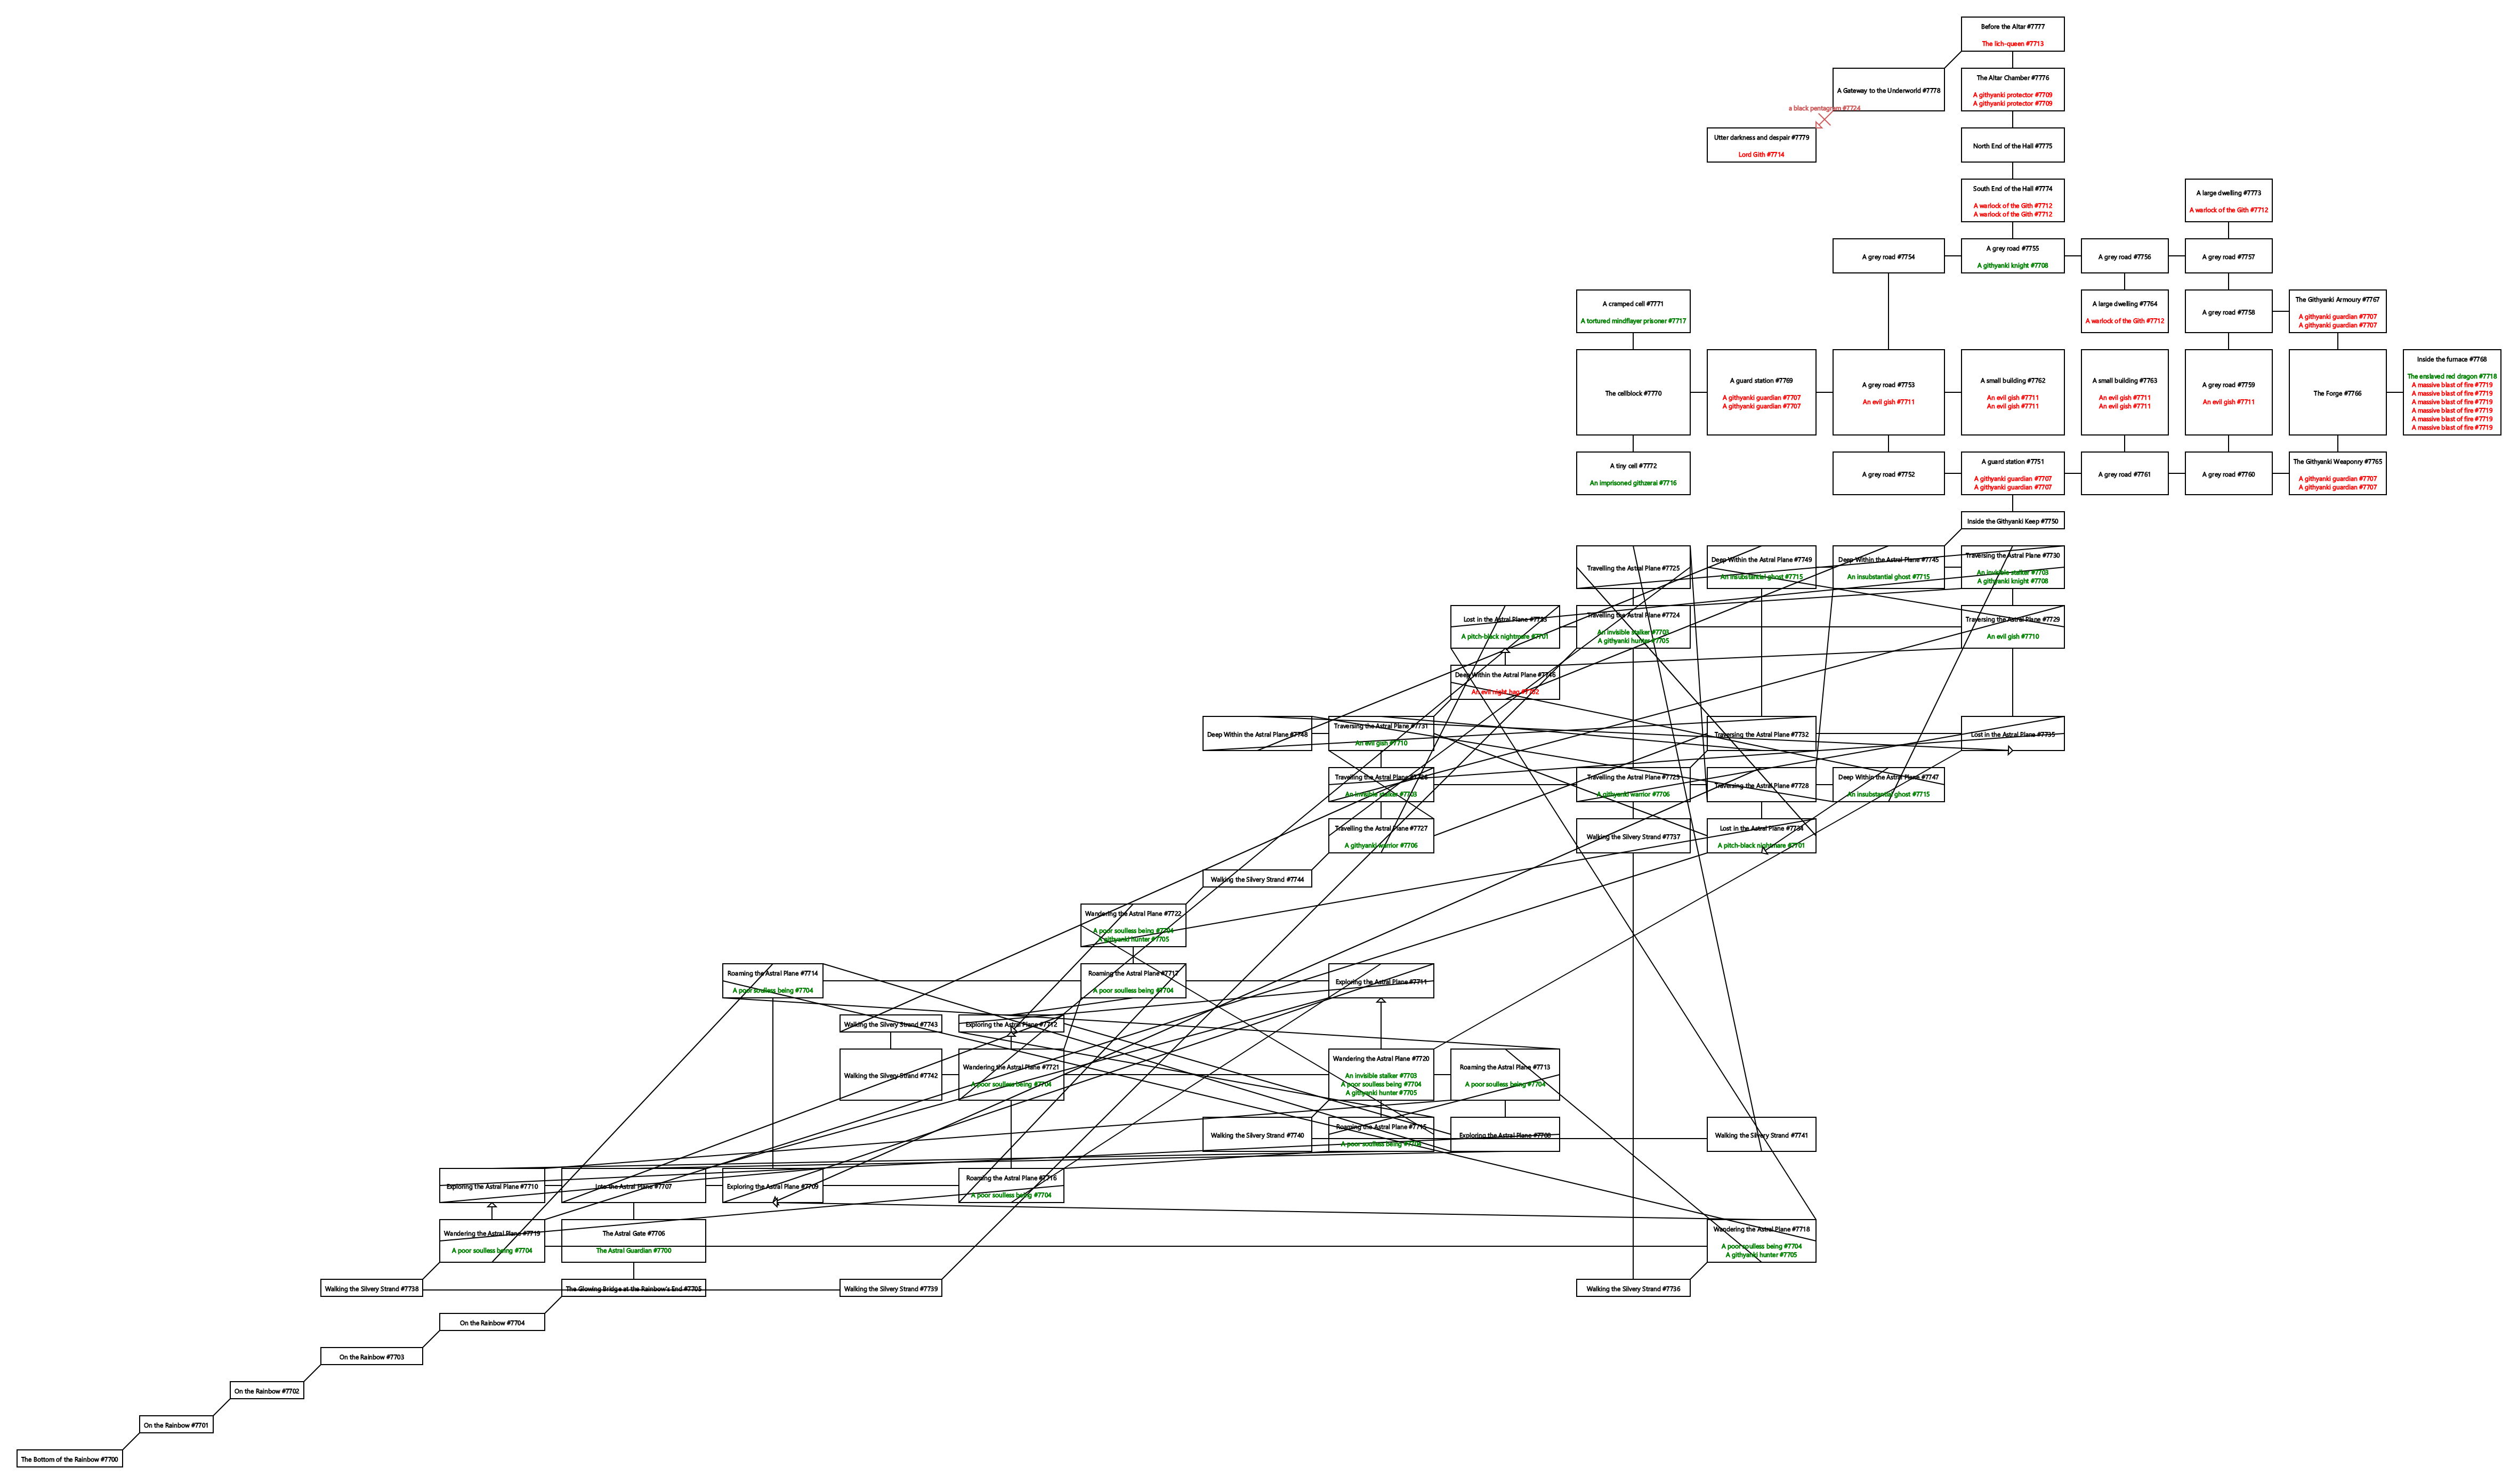 Before the Altar #7777
The lich-queen #7713
The Altar Chamber #7776
A githyanki protector #7709
A githyanki protector #7709
A Gateway to the Underworld #7778
a black pentagram #7724
Utter darkness and despair #7779
Lord Gith #7714
North End of the Hall #7775
South End of the Hall #7774
A warlock of the Gith #7712
A warlock of the Gith #7712
A large dwelling #7773
A warlock of the Gith #7712
A grey road #7754
A grey road #7755
A githyanki knight #7708
A grey road #7756
A grey road #7757
A cramped cell #7771
A tortured mindflayer prisoner #7717
A large dwelling #7764
A warlock of the Gith #7712
A grey road #7758
The Githyanki Armoury #7767
A githyanki guardian #7707
A githyanki guardian #7707
The cellblock #7770
A guard station #7769
A githyanki guardian #7707
A githyanki guardian #7707
A grey road #7753
An evil gish #7711
A small building #7762
An evil gish #7711
An evil gish #7711
A small building #7763
An evil gish #7711
An evil gish #7711
A grey road #7759
An evil gish #7711
The Forge #7766
Inside the furnace #7768
The enslaved red dragon #7718
A massive blast of fire #7719
A massive blast of fire #7719
A massive blast of fire #7719
A massive blast of fire #7719
A massive blast of fire #7719
A massive blast of fire #7719
A tiny cell #7772
An imprisoned githzerai #7716
A grey road #7752
A guard station #7751
A githyanki guardian #7707
A githyanki guardian #7707
A grey road #7761
A grey road #7760
The Githyanki Weaponry #7765
A githyanki guardian #7707
A githyanki guardian #7707
Inside the Githyanki Keep #7750
Travelling the Astral Plane #7725
Deep Within the Astral Plane #7749
An insubstantial ghost #7715
Deep Within the Astral Plane #7745
An insubstantial ghost #7715
Traversing the Astral Plane #7730
An invisible stalker #7703
A githyanki knight #7708
Lost in the Astral Plane #7733
A pitch-black nightmare #7701
Travelling the Astral Plane #7724
An invisible stalker #7703
A githyanki hunter #7705
Traversing the Astral Plane #7729
An evil gish #7710
Deep Within the Astral Plane #7746
An evil night hag #7702
Deep Within the Astral Plane #7748
Traversing the Astral Plane #7731
An evil gish #7710
Traversing the Astral Plane #7732
Lost in the Astral Plane #7735
Travelling the Astral Plane #7726
An invisible stalker #7703
Travelling the Astral Plane #7723
A githyanki warrior #7706
Traversing the Astral Plane #7728
Deep Within the Astral Plane #7747
An insubstantial ghost #7715
Travelling the Astral Plane #7727
A githyanki warrior #7706
Walking the Silvery Strand #7737
Lost in the Astral Plane #7734
A pitch-black nightmare #7701
Walking the Silvery Strand #7744
Wandering the Astral Plane #7722
A poor soulless being #7704
A githyanki hunter #7705
Roaming the Astral Plane #7714
A poor soulless being #7704
Roaming the Astral Plane #7717
A poor soulless being #7704
Exploring the Astral Plane #7711
Walking the Silvery Strand #7743
Exploring the Astral Plane #7712
Walking the Silvery Strand #7742
Wandering the Astral Plane #7721
A poor soulless being #7704
Wandering the Astral Plane #7720
An invisible stalker #7703
A poor soulless being #7704
A githyanki hunter #7705
Roaming the Astral Plane #7713
A poor soulless being #7704
Walking the Silvery Strand #7740
Roaming the Astral Plane #7715
A poor soulless being #7704
Exploring the Astral Plane #7708
Walking the Silvery Strand #7741
Exploring the Astral Plane #7710
Into the Astral Plane #7707
Exploring the Astral Plane #7709
Roaming the Astral Plane #7716
A poor soulless being #7704
Wandering the Astral Plane #7719
A poor soulless being #7704
The Astral Gate #7706
The Astral Guardian #7700
Wandering the Astral Plane #7718
A poor soulless being #7704
A githyanki hunter #7705
Walking the Silvery Strand #7738
The Glowing Bridge at the Rainbow's End #7705
Walking the Silvery Strand #7739
Walking the Silvery Strand #7736
On the Rainbow #7704
On the Rainbow #7703
On the Rainbow #7702
On the Rainbow #7701
The Bottom of the Rainbow #7700